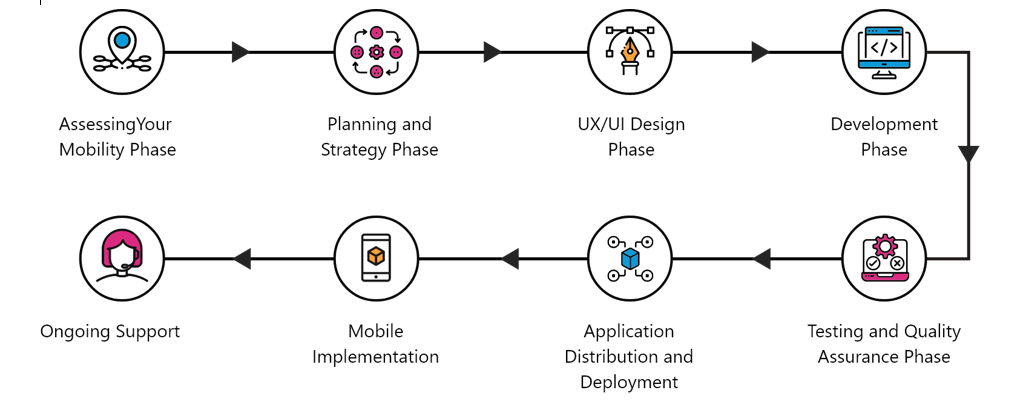 AssessingYour
Mobility Phase
Planning and
Strategy Phase
UX/UI Design
Phase
</>
Development
Phase
Ongoing Support
Mobile
Implementation
Application
Distribution and
Deployment
Testing and Quality
Assurance Phase